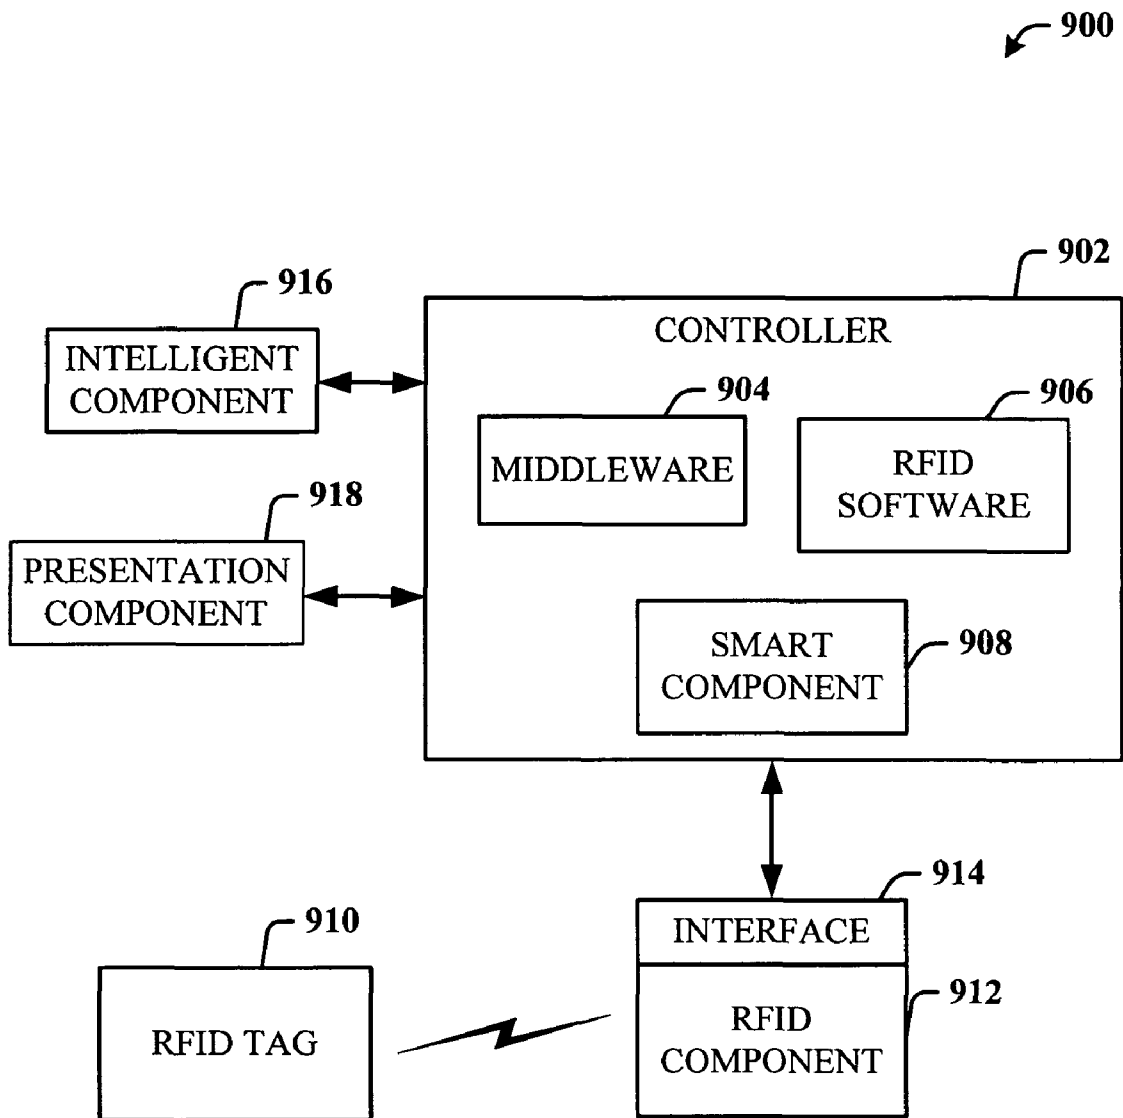 900
902
916
CONTROLLER
INTELLIGENT
COMPONENT
904
906
MIDDLEWARE
RFID
SOFTWARE
918
PRESENTATION
COMPONENT
908
SMART
COMPONENT
914
INTERFACE
910
912
RFID TAG
RFID
COMPONENT